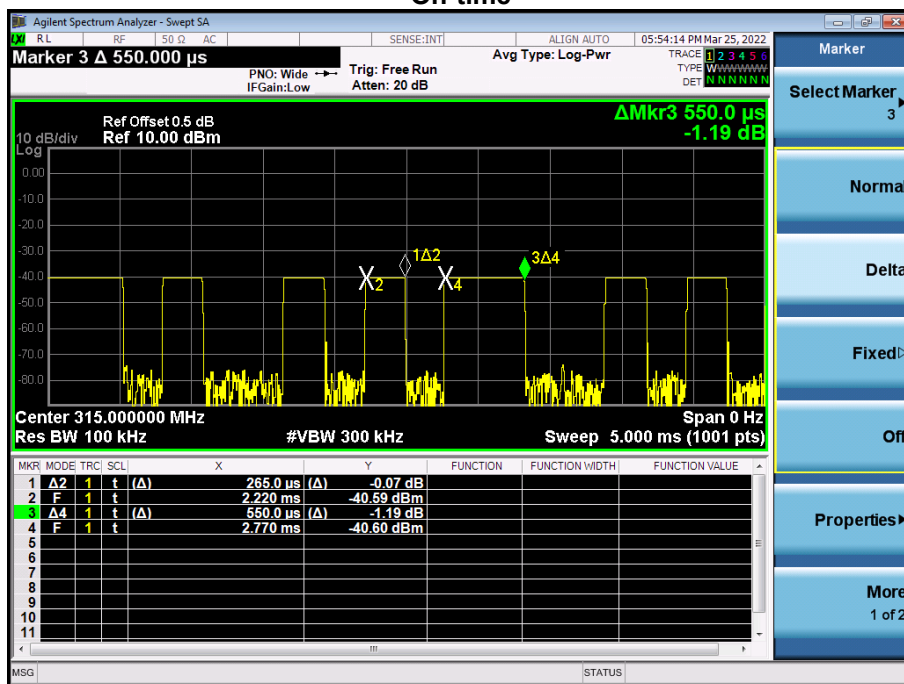 On time
Agilent Spectrum Analyzer - Swept SA
LXI RL RF 50 Ω AC SENSE:INT ALIGN AUTO 05:54:14 PM Mar 25, 2022
Marker 3 Δ 550.000 µs
PNO: Wide
IFGain:Low
Trig: Free Run
Atten: 20 dB
Avg Type: Log-Pwr
TRACE 1 2 3 4 5 6
TYPE WWWWWWW
DET N N N N N N
ΔMkr3 550.0 µs
-1.19 dB
Ref Offset 0.5 dB
10 dB/div Ref 10.00 dBm
Log
0.00
-10.0
-20.0
-30.0
-40.0
-50.0
-60.0
-70.0
-80.0
1Δ2
3Δ4
X2
X4
Center 315.000000 MHz Span 0 Hz
Res BW 100 kHz #VBW 300 kHz Sweep 5.000 ms (1001 pts)
MKR MODE TRC SCL X Y FUNCTION FUNCTION WIDTH FUNCTION VALUE
1 Δ2 1 t (Δ) 265.0 µs (Δ) -0.07 dB
2 F 1 t 2.220 ms -40.59 dBm
3 Δ4 1 t (Δ) 550.0 µs (Δ) -1.19 dB
4 F 1 t 2.770 ms -40.60 dBm
5
6
7
8
9
10
11
MSG STATUS
Marker
Select Marker
3
Normal
Delta
Fixed
Off
Properties
More
1 of 2